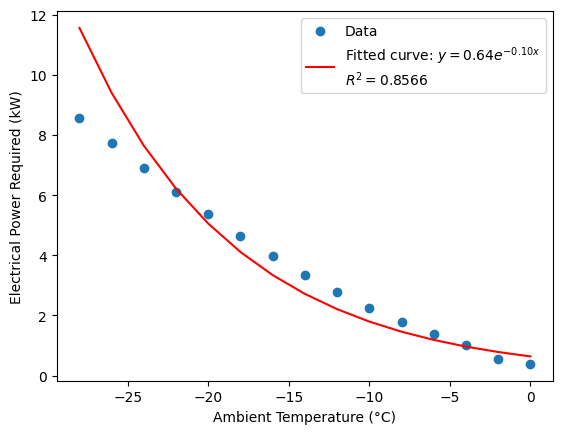 12
10
8
6
4
2
0
Electrical Power Required (kW)
Data
Fitted curve: y = 0.64e^{−0.10x}
R² = 0.8566
−25
−20
−15
−10
−5
0
Ambient Temperature (°C)